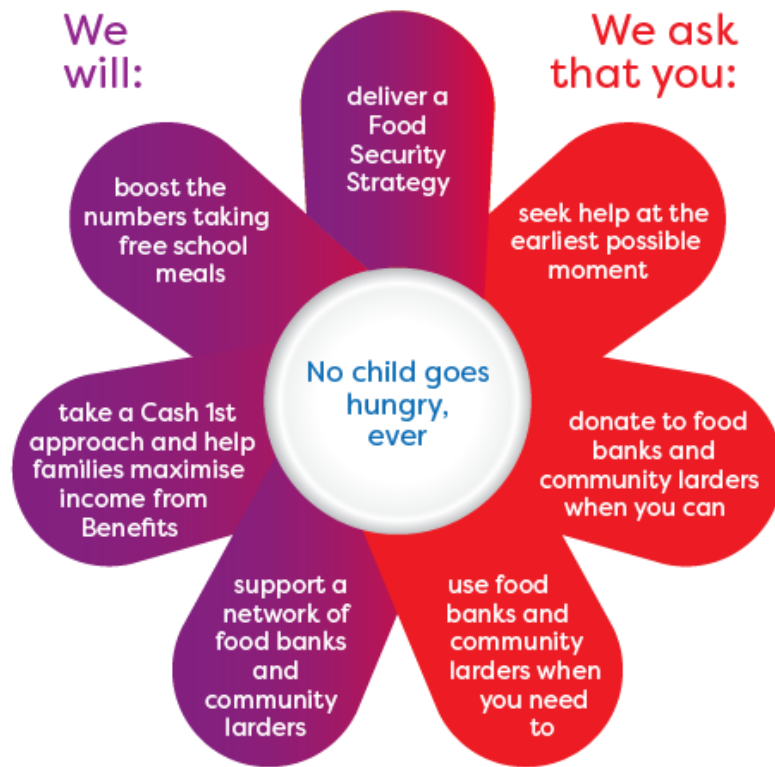 We
will:
We ask
that you:
deliver a
Food
Security
Strategy
boost the
numbers taking
free school
meals
seek help at the
earliest possible
moment
No child goes
hungry,
ever
take a Cash 1st
approach and help
families maximise
income from
Benefits
donate to food
banks and
community larders
when you can
support a
network of
food banks
and
community
larders
use food
banks and
community
larders when
you need
to